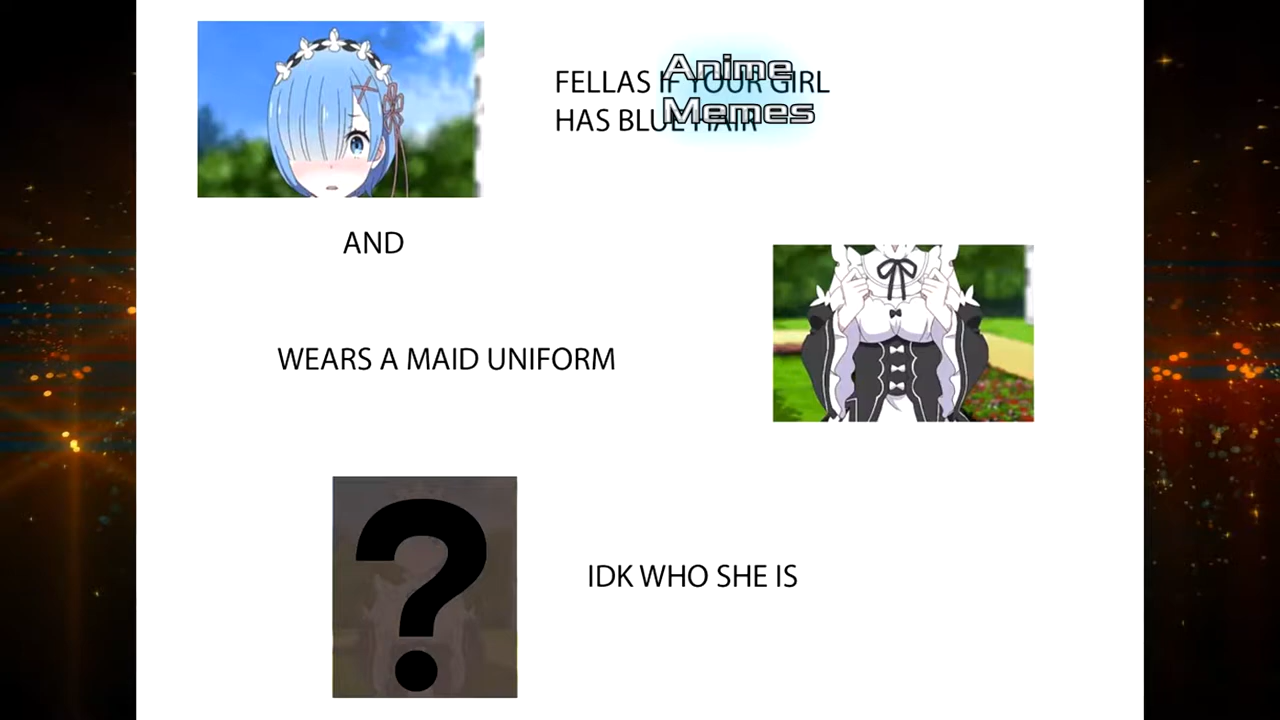 FELLAS IF YOUR GIRL
HAS BLUE HAIR
Anime
Memes
AND
WEARS A MAID UNIFORM
?
IDK WHO SHE IS